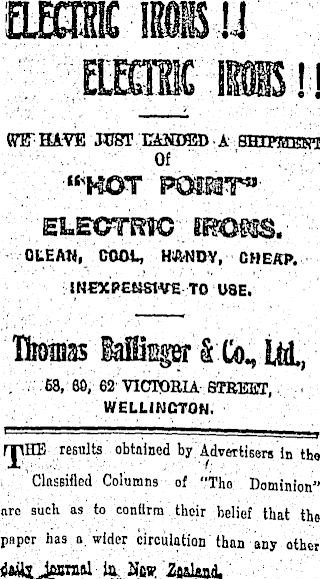 ELECTRIC IRONS !!
ELECTRIC IRONS !!
WE HAVE JUST LANDED A SHIPMENT
Of
"HOT POINT"
ELECTRIC IRONS.
CLEAN, COOL, HANDY, CHEAP.
INEXPENSIVE TO USE.
Thomas Ballinger & Co., Ltd.,
58, 60, 62 VICTORIA STREET,
WELLINGTON.
THE results obtained by Advertisers in the
Classified Columns of "The Dominion"
are such as to confirm their belief that the
paper has a wider circulation than any other
daily journal in New Zealand.